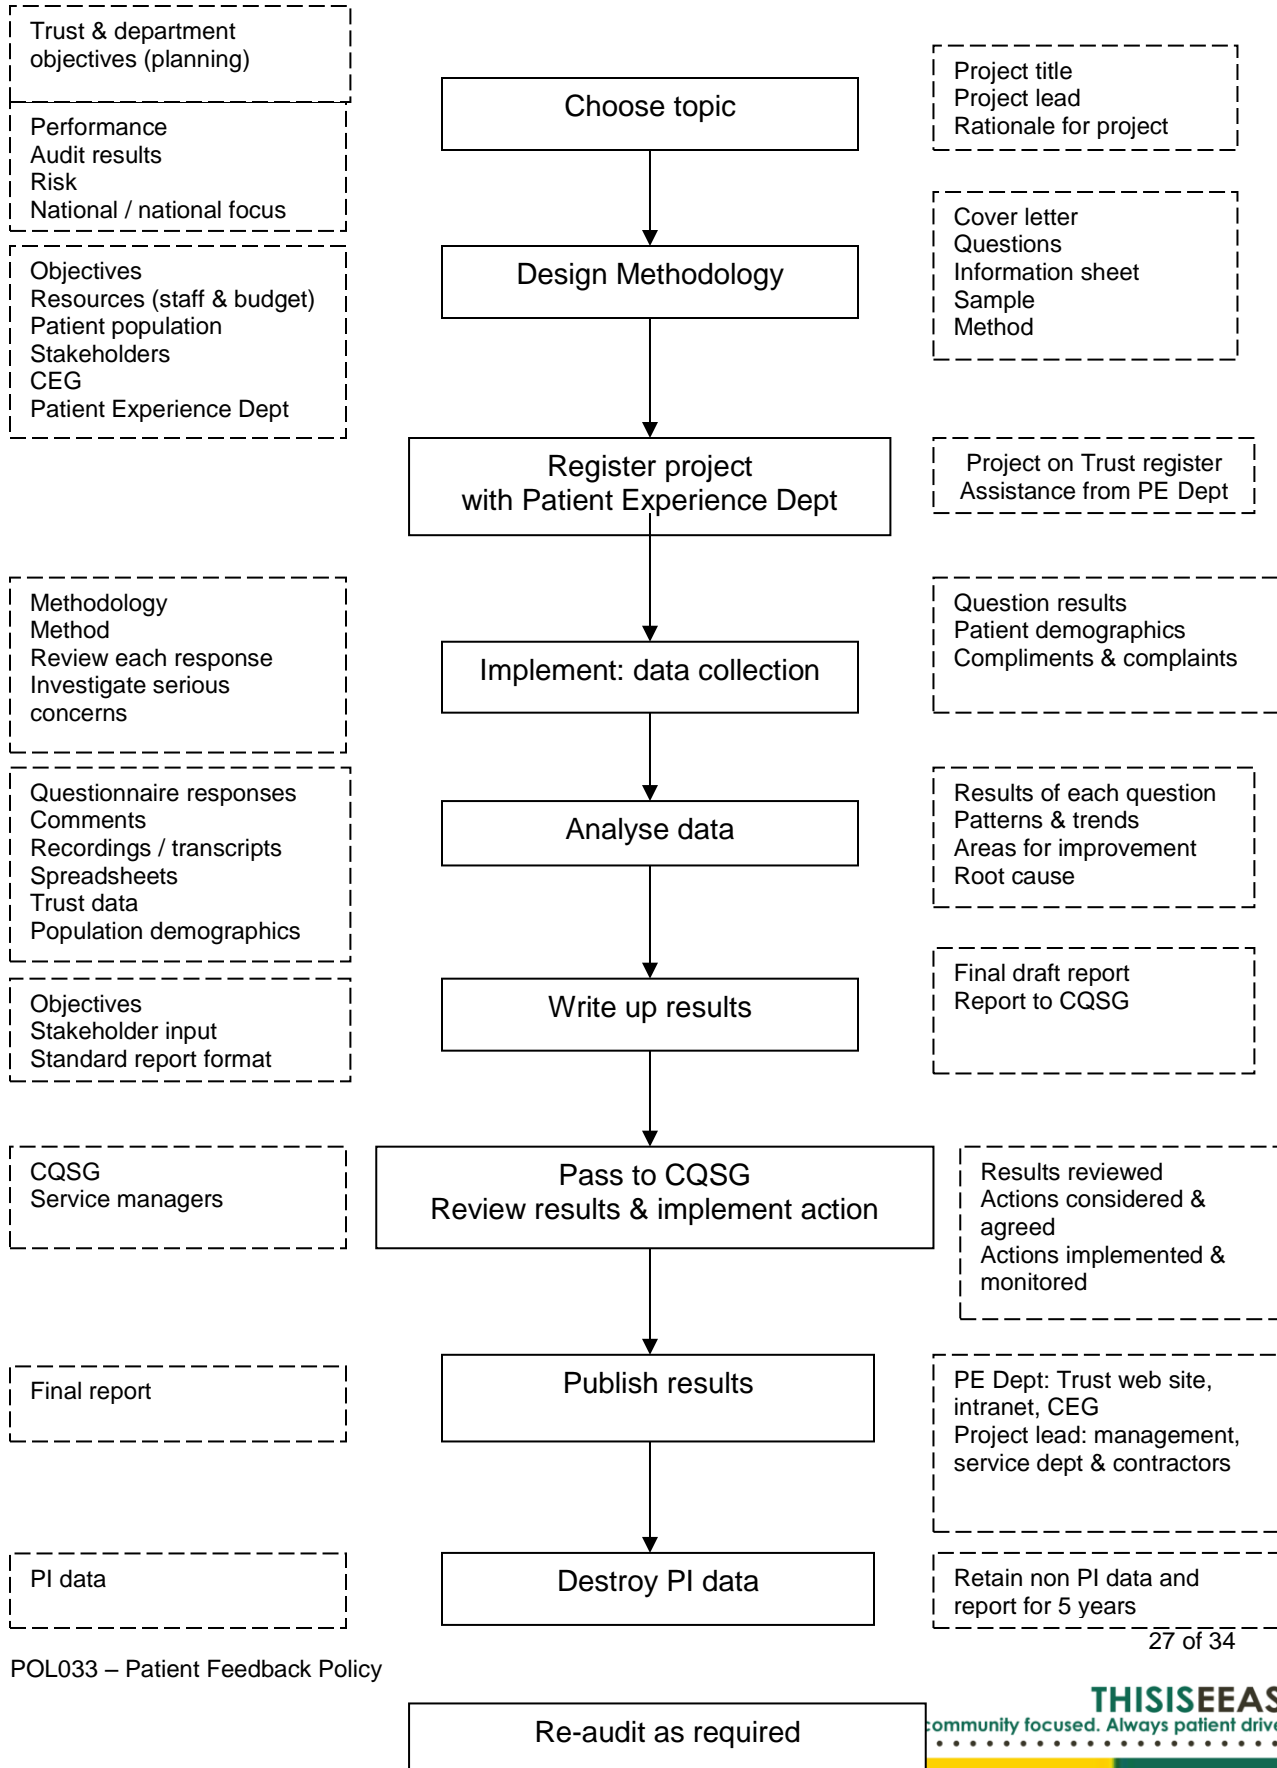 Trust & department
objectives (planning)
Choose topic
Project title
Project lead
Rationale for project
Performance
Audit results
Risk
National / national focus
Objectives
Resources (staff & budget)
Patient population
Stakeholders
CEG
Patient Experience Dept
Design Methodology
Cover letter
Questions
Information sheet
Sample
Method
Register project
with Patient Experience Dept
Project on Trust register
Assistance from PE Dept
Methodology
Method
Review each response
Investigate serious
concerns
Implement: data collection
Question results
Patient demographics
Compliments & complaints
Questionnaire responses
Comments
Recordings / transcripts
Spreadsheets
Trust data
Population demographics
Analyse data
Results of each question
Patterns & trends
Areas for improvement
Root cause
Objectives
Stakeholder input
Standard report format
Write up results
Final draft report
Report to CQSG
CQSG
Service managers
Pass to CQSG
Review results & implement action
Results reviewed
Actions considered &
agreed
Actions implemented &
monitored
Final report
Publish results
PE Dept: Trust web site,
intranet, CEG
Project lead: management,
service dept & contractors
PI data
Destroy PI data
Retain non PI data and
report for 5 years
27 of 34
POL033 – Patient Feedback Policy
Re-audit as required
THISISEEAS
community focused. Always patient drive